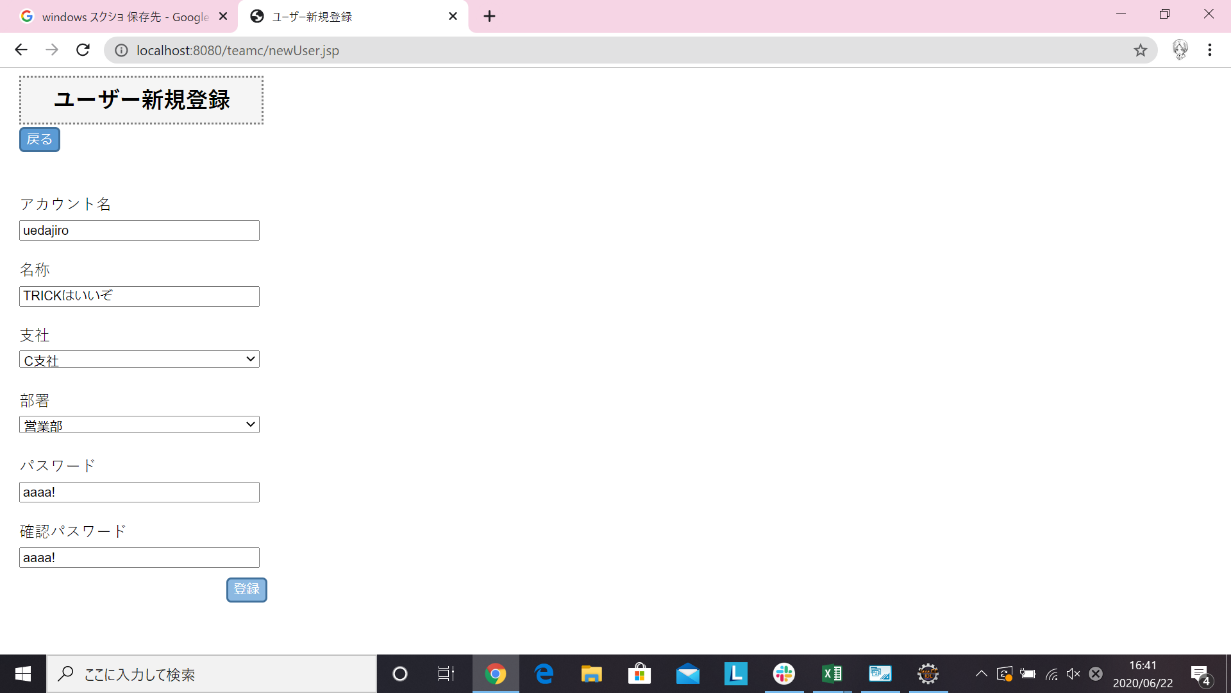 windows スクショ 保存先 - Google
ユーザー新規登録
localhost:8080/teamc/newUser.jsp
ユーザー新規登録
戻る
アカウント名
uedajiro
名称
TRICKはいいぞ
支社
C支社
部署
営業部
パスワード
aaaa!
確認パスワード
aaaa!
登録
ここに入力して検索
16:41
2020/06/22
4